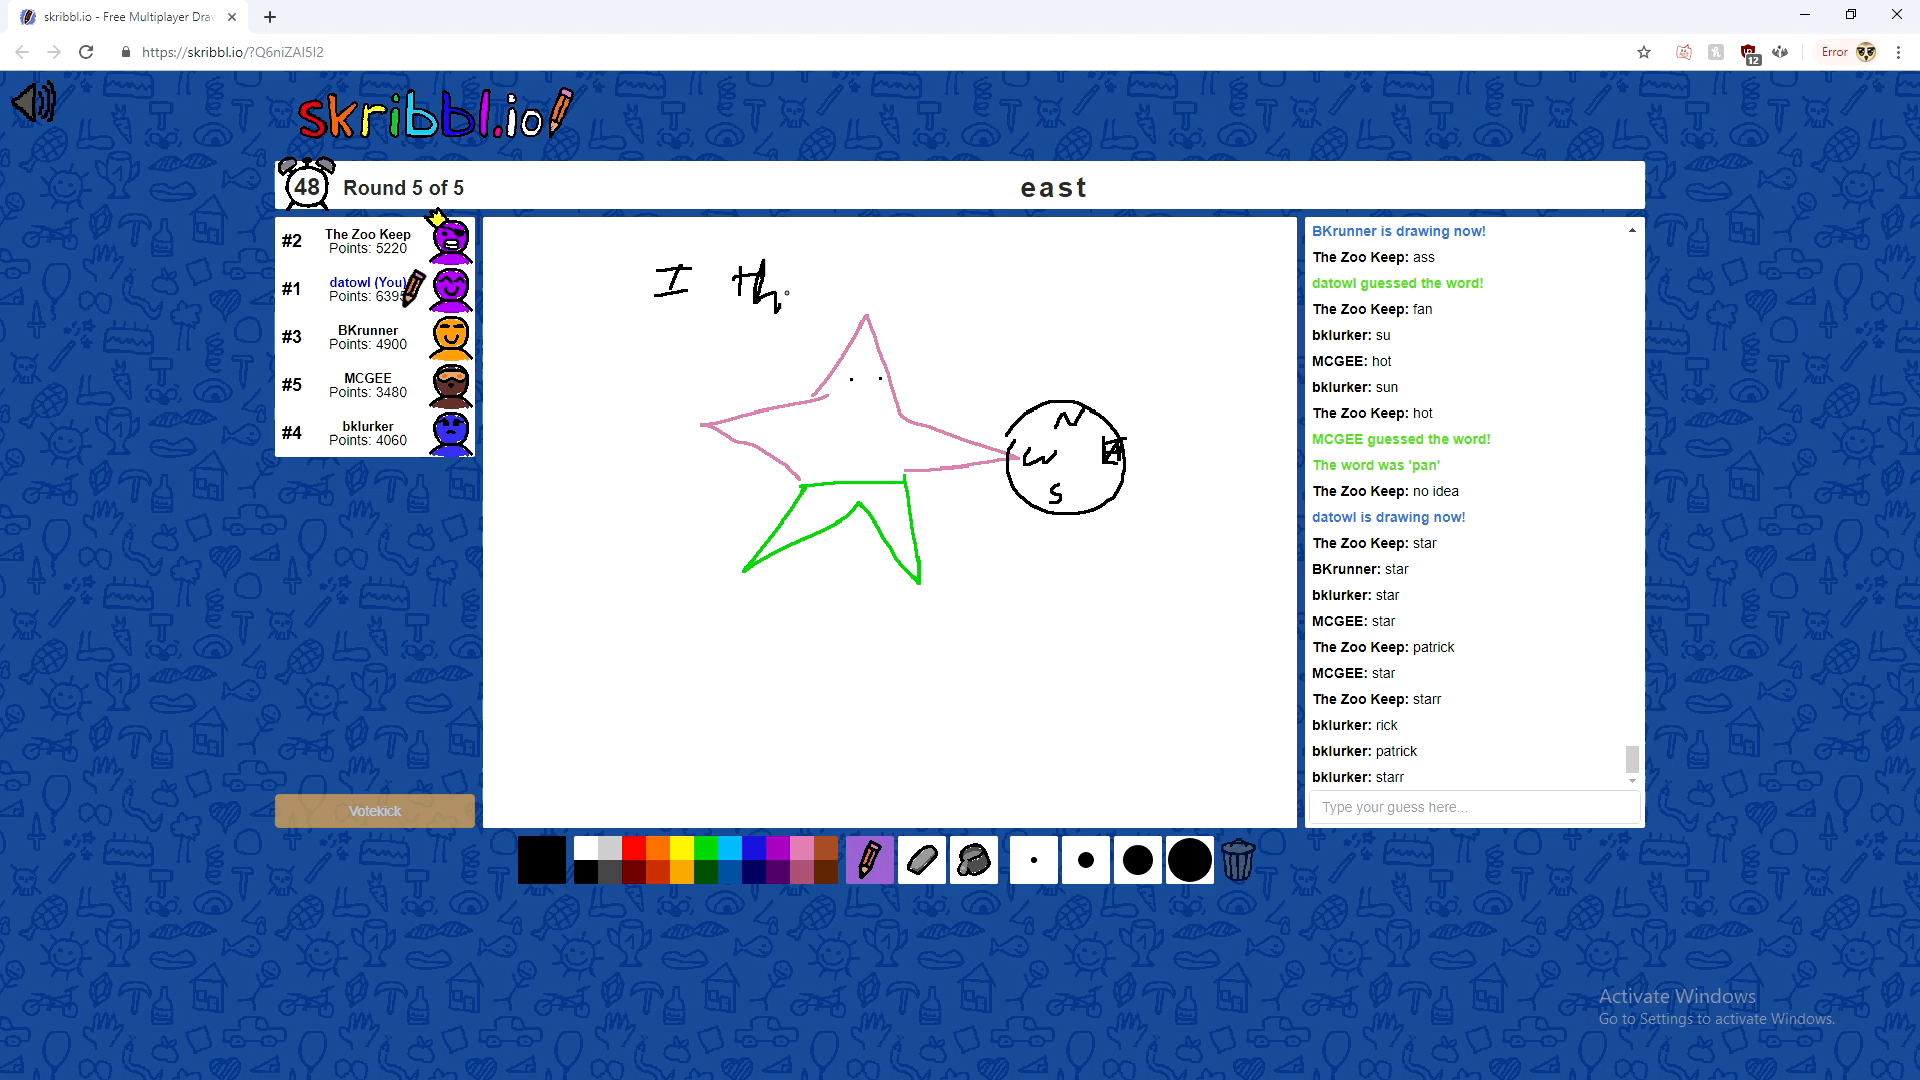 skribbl.io - Free Multiplayer Draw
https://skribbl.io/?Q6niZAI5I2
12
Error
skribbl.io
48
Round 5 of 5
east
#2
The Zoo Keep
Points: 5220
#1
datowl (You)
Points: 6395
#3
BKrunner
Points: 4900
#5
MCGEE
Points: 3480
#4
bklurker
Points: 4060
Votekick
I th
N
W
E
S
BKrunner is drawing now!
The Zoo Keep: ass
datowl guessed the word!
The Zoo Keep: fan
bklurker: su
MCGEE: hot
bklurker: sun
The Zoo Keep: hot
MCGEE guessed the word!
The word was 'pan'
The Zoo Keep: no idea
datowl is drawing now!
The Zoo Keep: star
BKrunner: star
bklurker: star
MCGEE: star
The Zoo Keep: patrick
MCGEE: star
The Zoo Keep: starr
bklurker: rick
bklurker: patrick
bklurker: starr
Type your guess here...
Activate Windows
Go to Settings to activate Windows.